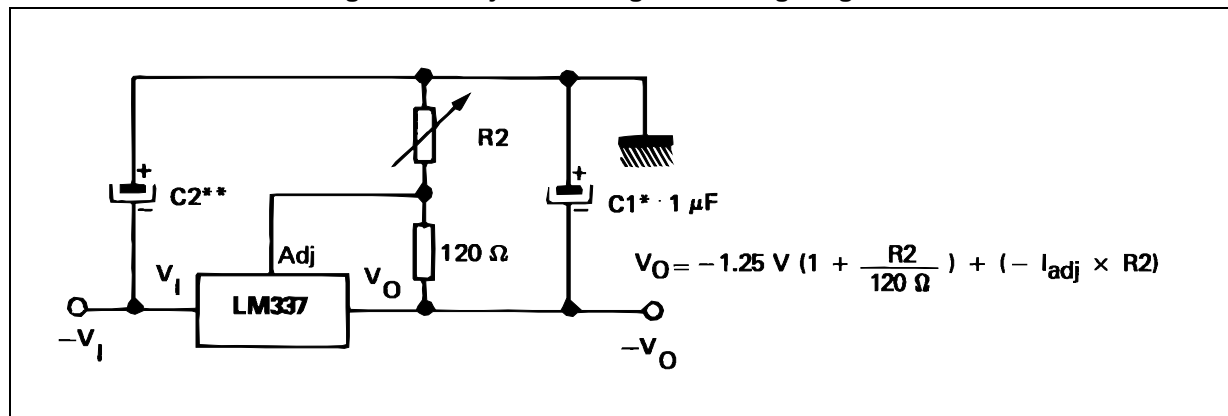 R2
+
C2**
−
+
C1* · 1 μF
−
Adj
120 Ω
V_I
V_O
LM337
V_O = −1.25 V (1 + R2 / 120 Ω ) + (− I_adj × R2)
−V_I
−V_O